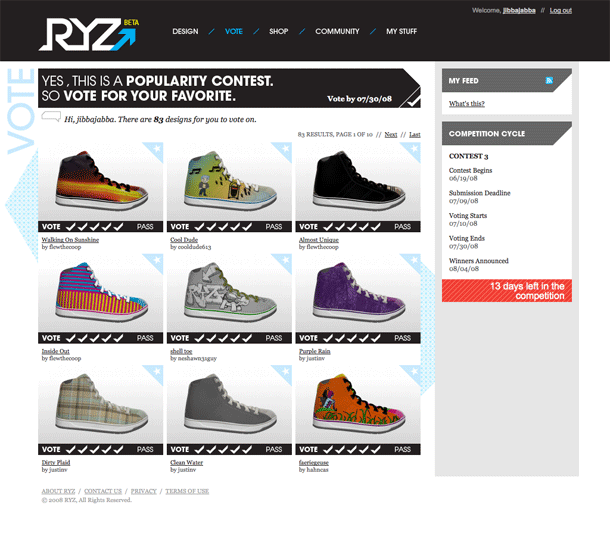 Welcome, jibbajabba // Log out
RYZ BETA
DESIGN / VOTE / SHOP / COMMUNITY / MY STUFF
VOTE
YES , THIS IS A POPULARITY CONTEST.
SO VOTE FOR YOUR FAVORITE.
Vote by 07/30/08
Hi, jibbajabba. There are 83 designs for you to vote on.
83 RESULTS, PAGE 1 OF 10 // Next // Last
VOTE PASS
VOTE PASS
VOTE PASS
Walking On Sunshine
by flewthecoop
Cool Dude
by cooldude613
Almost Unique
by flewthecoop
RYZ
VOTE PASS
VOTE PASS
VOTE PASS
Inside Out
by flewthecoop
shell toe
by neshawn31guy
Purple Rain
by justinv
VOTE PASS
VOTE PASS
VOTE PASS
Dirty Plaid
by justinv
Clean Water
by justinv
faeriegeuse
by hahncas
MY FEED
What's this?
COMPETITION CYCLE
CONTEST 3
Contest Begins
06/19/08
Submission Deadline
07/09/08
Voting Starts
07/10/08
Voting Ends
07/30/08
Winners Announced
08/04/08
13 days left in the
competition
ABOUT RYZ / CONTACT US / PRIVACY / TERMS OF USE
© 2008 RYZ, All Rights Reserved.